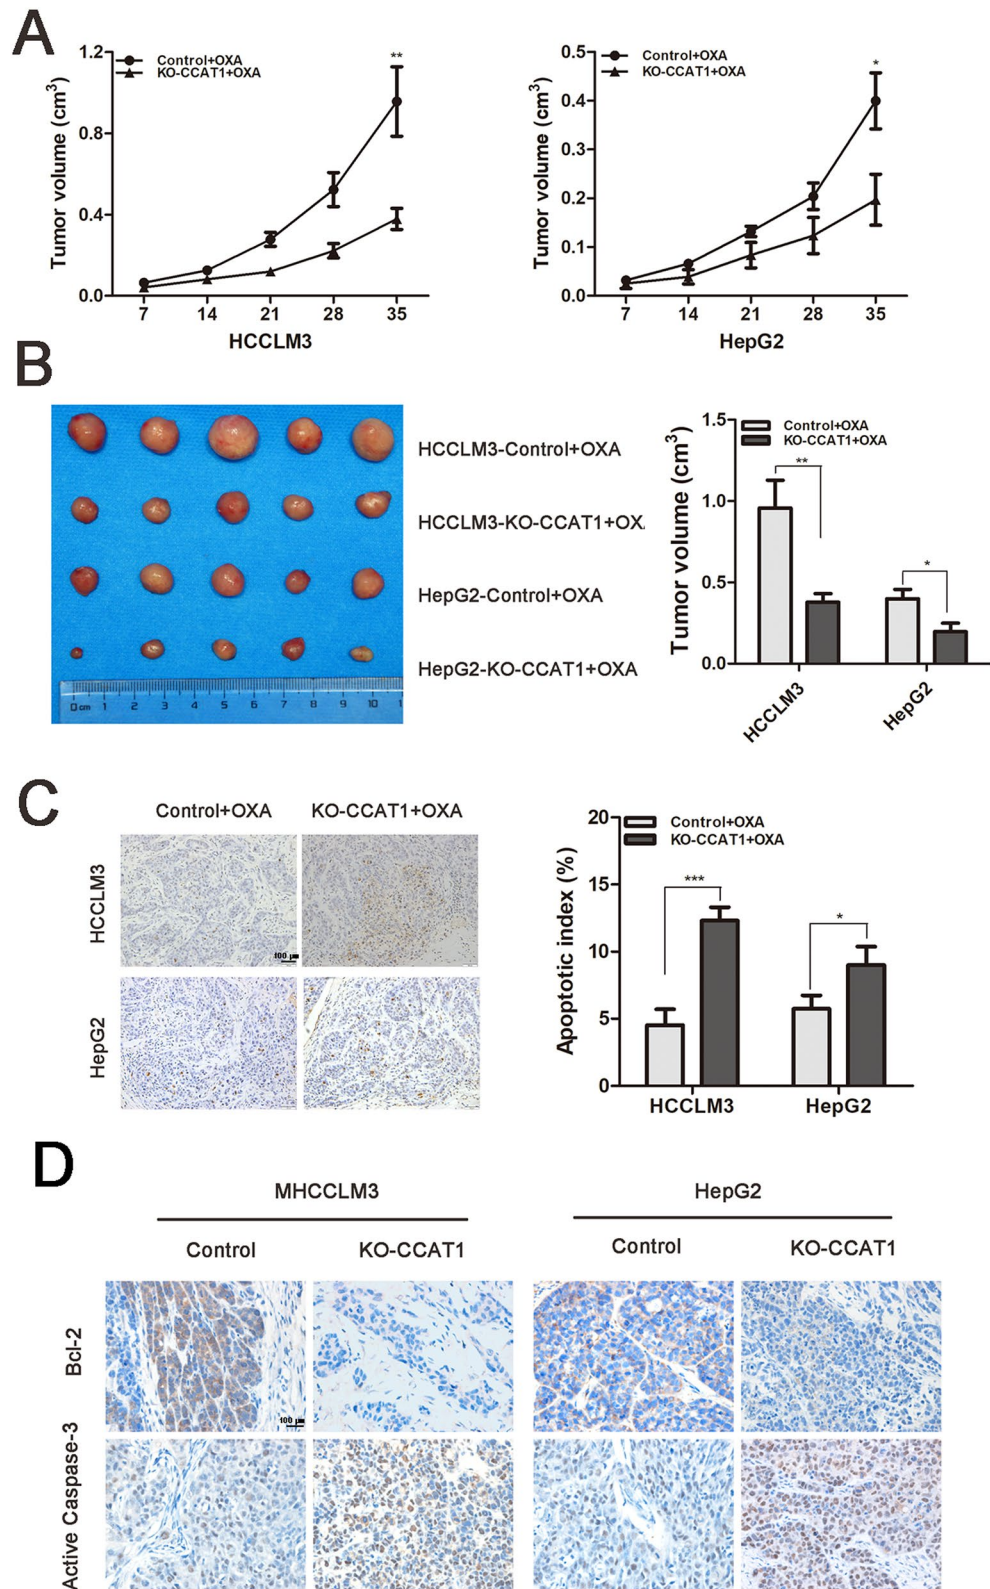 A
1.2
0.8
0.4
0.0
Tumor volume (cm³)
Control+OXA
KO-CCAT1+OXA
**
7 14 21 28 35
HCCLM3
0.5
0.4
0.3
0.2
0.1
0.0
Tumor volume (cm³)
Control+OXA
KO-CCAT1+OXA
*
7 14 21 28 35
HepG2
B
HCCLM3-Control+OXA
HCCLM3-KO-CCAT1+OX
HepG2-Control+OXA
HepG2-KO-CCAT1+OXA
0 cm 1 2 3 4 5 6 7 8 9 10 1
1.5
1.0
0.5
0.0
Tumor volume (cm³)
Control+OXA
KO-CCAT1+OXA
**
*
HCCLM3
HepG2
C
Control+OXA KO-CCAT1+OXA
HCCLM3
100 μm
HepG2
20
15
10
5
0
Apoptotic index (%)
Control+OXA
KO-CCAT1+OXA
***
*
HCCLM3 HepG2
D
MHCCLM3 HepG2
Control KO-CCAT1 Control KO-CCAT1
Bcl-2
100 μm
Active Caspase-3